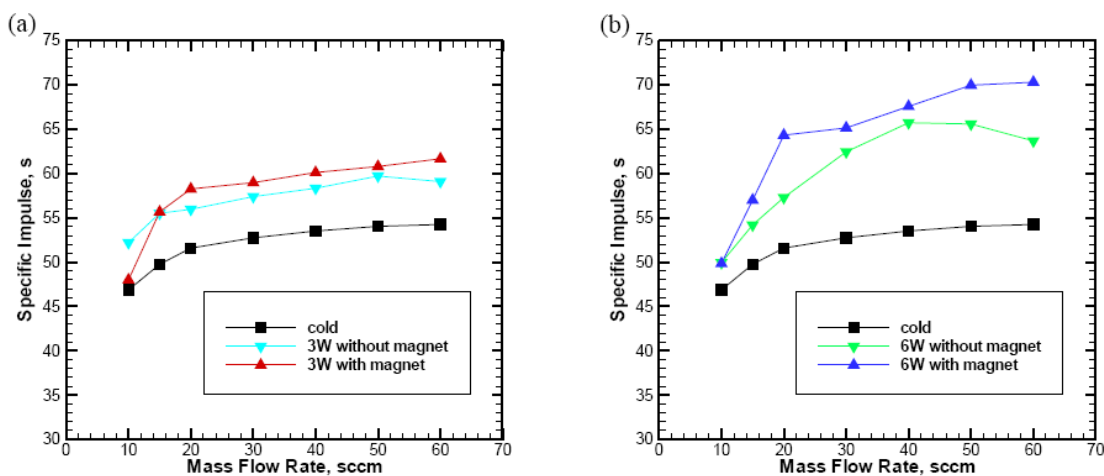 (a)
75
70
65
60
55
50
45
40
35
30
Specific Impulse, s
cold
3W without magnet
3W with magnet
0 10 20 30 40 50 60 70
Mass Flow Rate, sccm
(b)
75
70
65
60
55
50
45
40
35
30
Specific Impulse, s
cold
6W without magnet
6W with magnet
0 10 20 30 40 50 60 70
Mass Flow Rate, sccm